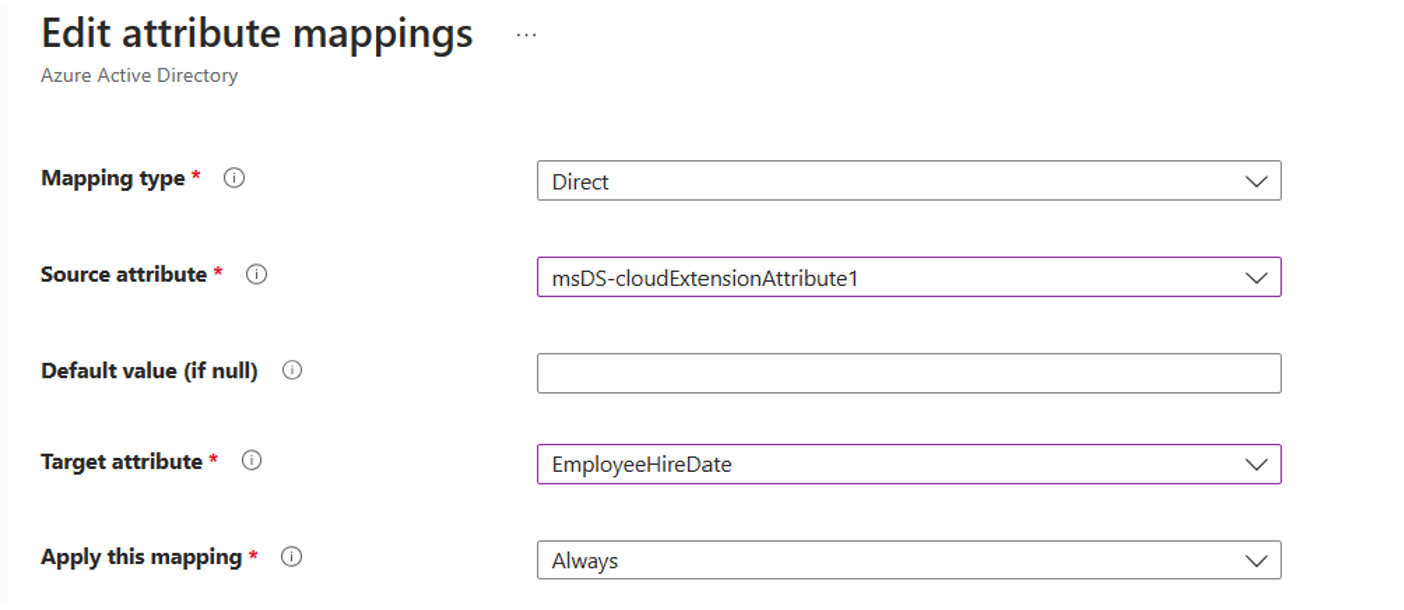 Edit attribute mappings ...
Azure Active Directory
Mapping type * Direct
Source attribute * msDS-cloudExtensionAttribute1
Default value (if null)
Target attribute * EmployeeHireDate
Apply this mapping * Always